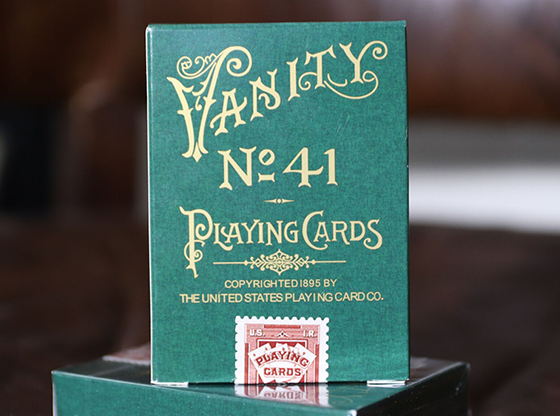 VANITY
No 41
PLAYING CARDS
COPYRIGHTED 1895 BY
THE UNITED STATES PLAYING CARD CO.
U.S. I.R.
PLAYING
CARDS